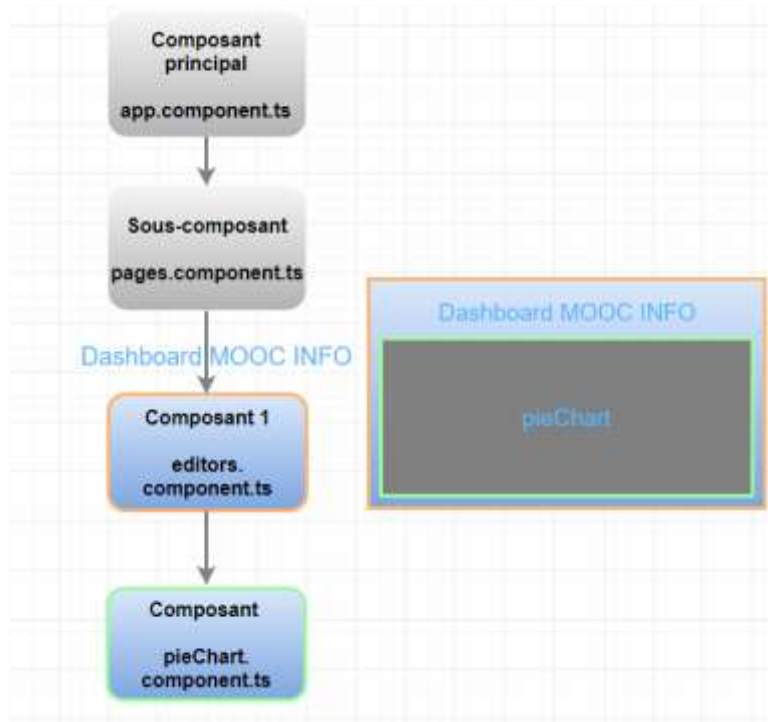 Composant
principal
app.component.ts
Sous-composant
pages.component.ts
Dashboard MOOC INFO
Composant 1
editors.
component.ts
Composant
pieChart.
component.ts
Dashboard MOOC INFO
pieChart